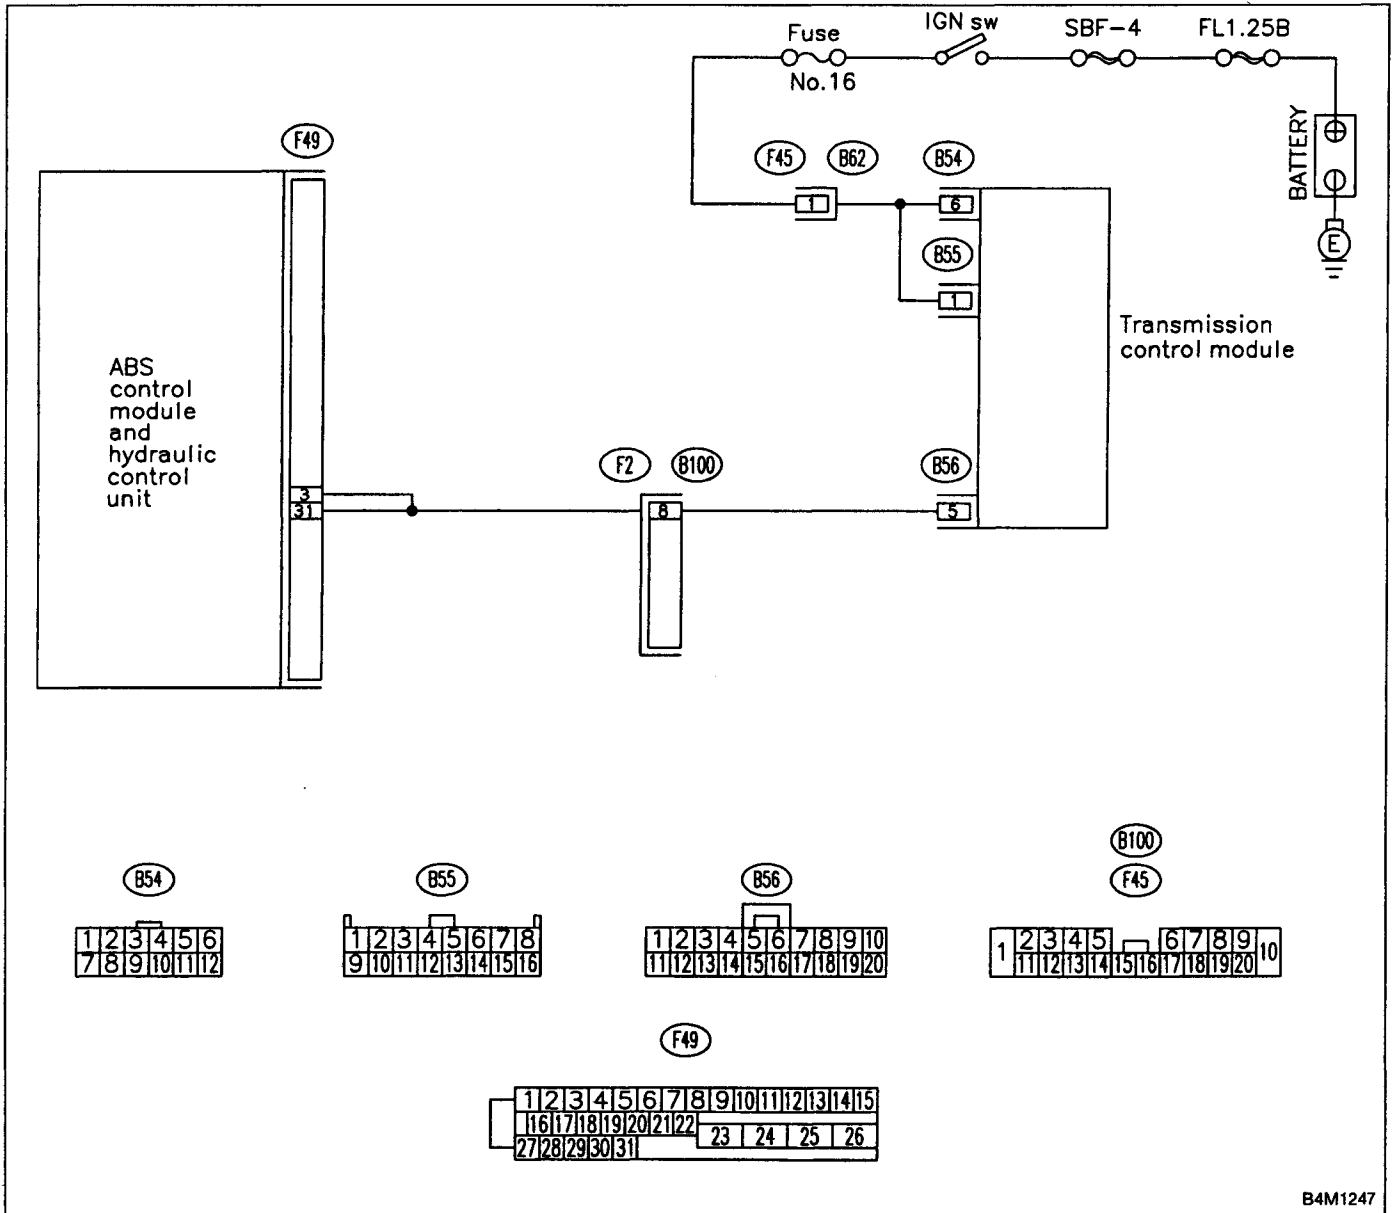 Fuse
No.16
IGN sw
SBF-4
FL1.25B
BATTERY
E
F49
F45
B62
B54
1
6
B55
1
Transmission
control module
ABS
control
module
and
hydraulic
control
unit
3
31
F2
B100
8
B56
5
B54
1 2 3 4 5 6
7 8 9 10 11 12
B55
1 2 3 4 5 6 7 8
9 10 11 12 13 14 15 16
B56
1 2 3 4 5 6 7 8 9 10
11 12 13 14 15 16 17 18 19 20
B100
F45
1 2 3 4 5 6 7 8 9 10
11 12 13 14 15 16 17 18 19 20
F49
1 2 3 4 5 6 7 8 9 10 11 12 13 14 15
16 17 18 19 20 21 22
23 24 25 26
27 28 29 30 31
B4M1247